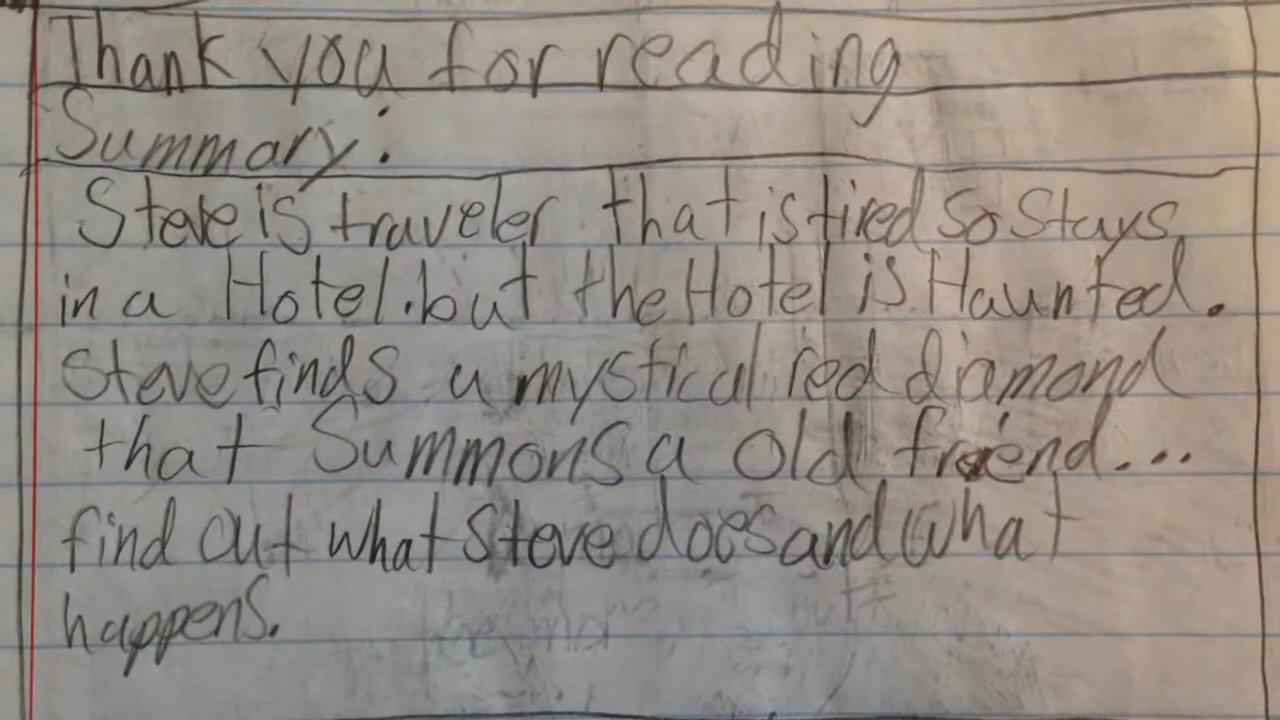 Thank you for reading
Summary:
Steve is traveler that is tired so stays
in a Hotel. but the Hotel is Haunted.
Steve finds a mystical red diamond
that Summons a old friend...
find out what Steve does and what
happens.